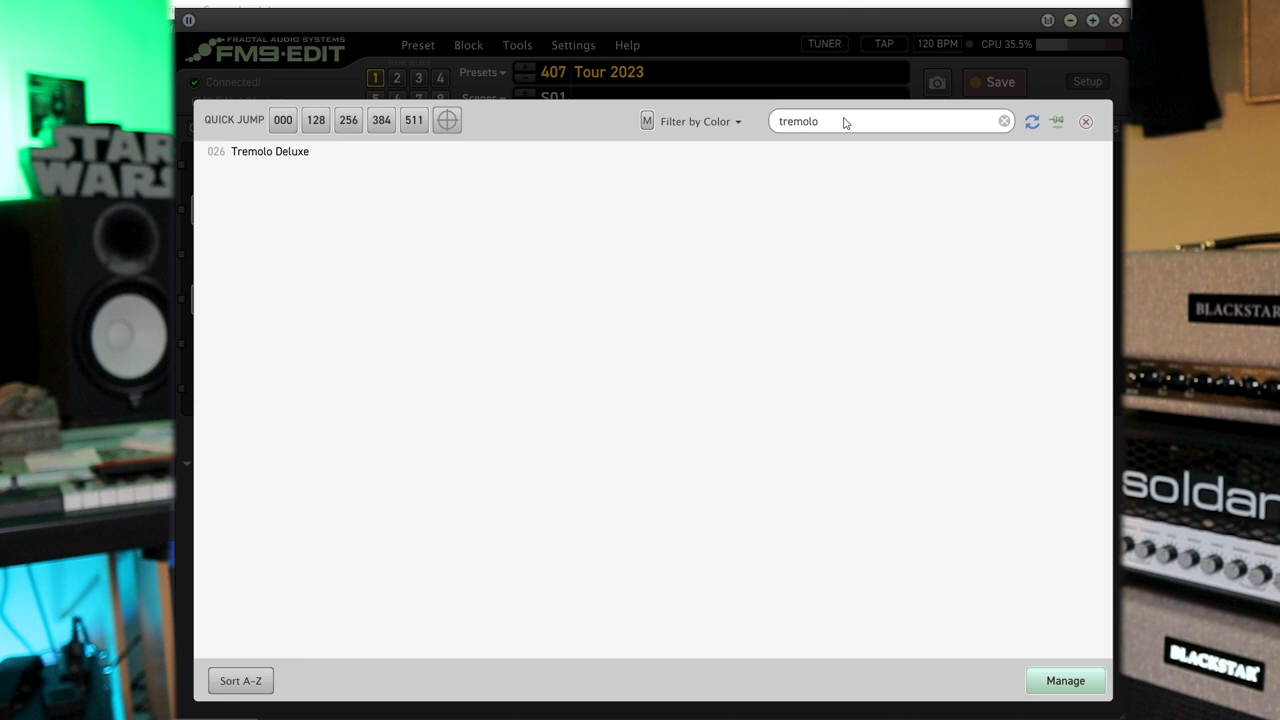 FRACTAL AUDIO SYSTEMS
FM9-EDIT
Preset Block Tools Settings Help
TUNER TAP 120 BPM CPU 35.5%
Connected!
1 2 3 4
Presets
407 Tour 2023
Save
Setup
QUICK JUMP 000 128 256 384 511
M Filter by Color
tremolo
026 Tremolo Deluxe
STAR
WARS
BLACKSTAR
soldan
BLACKSTAR
Sort A-Z
Manage